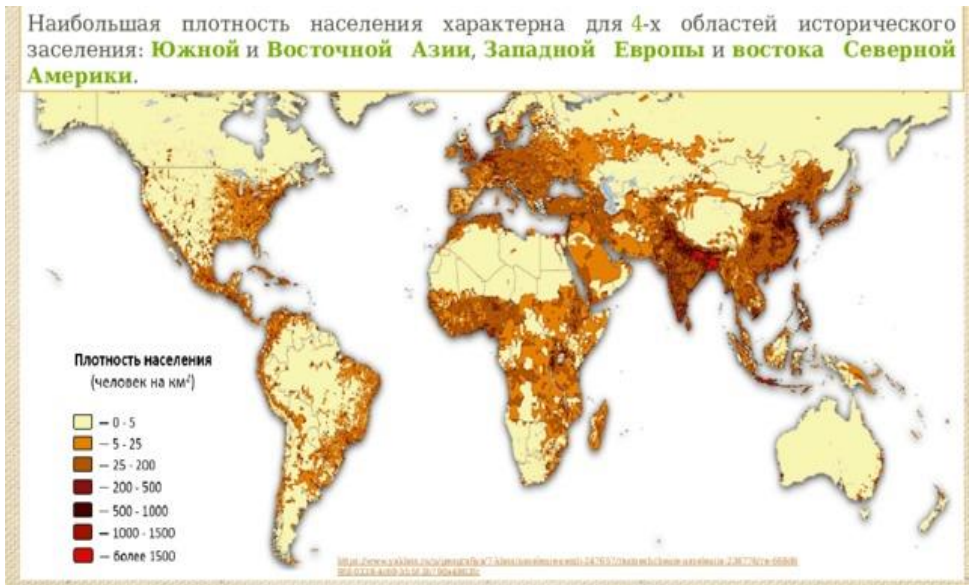 Наибольшая плотность населения характерна для 4-х областей исторического
заселения: Южной и Восточной Азии, Западной Европы и востока Северной
Америки.
Плотность населения
(человек на км²)
— 0 - 5
— 5 - 25
— 25 - 200
— 200 - 500
— 500 - 1000
— 1000 - 1500
— более 1500